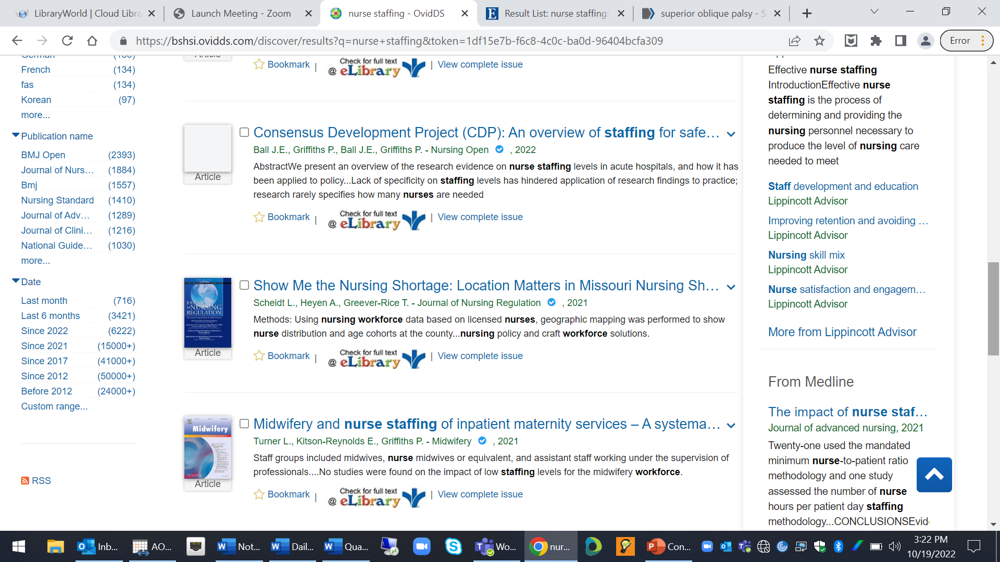 LibraryWorld | Cloud Libra
Launch Meeting - Zoom
nurse staffing - OvidDS
Result List: nurse staffing:
superior oblique palsy - S
https://bshsi.ovidds.com/discover/results?q=nurse+staffing&token=1df15e7b-f6c8-4c0c-ba0d-96404bcfa309
Error
German
French (134)
fas (134)
Korean (97)
more...
Publication name
BMJ Open (2393)
Journal of Nurs... (1884)
Bmj (1557)
Nursing Standard (1410)
Journal of Adv... (1289)
Journal of Clini... (1216)
National Guide... (1030)
more...
Date
Last month (716)
Last 6 months (3421)
Since 2022 (6222)
Since 2021 (15000+)
Since 2017 (41000+)
Since 2012 (50000+)
Before 2012 (24000+)
Custom range...
RSS
Article
Bookmark | Check for full text @ eLibrary | View complete issue
Consensus Development Project (CDP): An overview of staffing for safe...
Ball J.E., Griffiths P., Ball J.E., Griffiths P. - Nursing Open , 2022
AbstractWe present an overview of the research evidence on nurse staffing levels in acute hospitals, and how it has
been applied to policy...Lack of specificity on staffing levels has hindered application of research findings to practice;
research rarely specifies how many nurses are needed
Article
Bookmark | Check for full text @ eLibrary | View complete issue
Show Me the Nursing Shortage: Location Matters in Missouri Nursing Sh...
Scheidt L., Heyen A., Greever-Rice T. - Journal of Nursing Regulation , 2021
Methods: Using nursing workforce data based on licensed nurses, geographic mapping was performed to show
nurse distribution and age cohorts at the county...nursing policy and craft workforce solutions.
JOURNAL
OF NURSING
REGULATION
Article
Bookmark | Check for full text @ eLibrary | View complete issue
Midwifery and nurse staffing of inpatient maternity services – A systema...
Turner L., Kitson-Reynolds E., Griffiths P. - Midwifery , 2021
Staff groups included midwives, nurse midwives or equivalent, and assistant staff working under the supervision of
professionals....No studies were found on the impact of low staffing levels for the midwifery workforce.
Midwifery
Article
Bookmark | Check for full text @ eLibrary | View complete issue
Effective nurse staffing
IntroductionEffective nurse
staffing is the process of
determining and providing the
nursing personnel necessary to
produce the level of nursing care
needed to meet
Staff development and education
Lippincott Advisor
Improving retention and avoiding ...
Lippincott Advisor
Nursing skill mix
Lippincott Advisor
Nurse satisfaction and engagem...
Lippincott Advisor
More from Lippincott Advisor
From Medline
The impact of nurse staf...
Journal of advanced nursing, 2021
Twenty-one used the mandated
minimum nurse-to-patient ratio
methodology and one study
assessed the number of nurse
hours per patient day staffing
methodology...CONCLUSIONSEvid
Inb...
AO...
Not...
Dail...
Qua...
Wo...
nur...
Con...
3:22 PM
10/19/2022